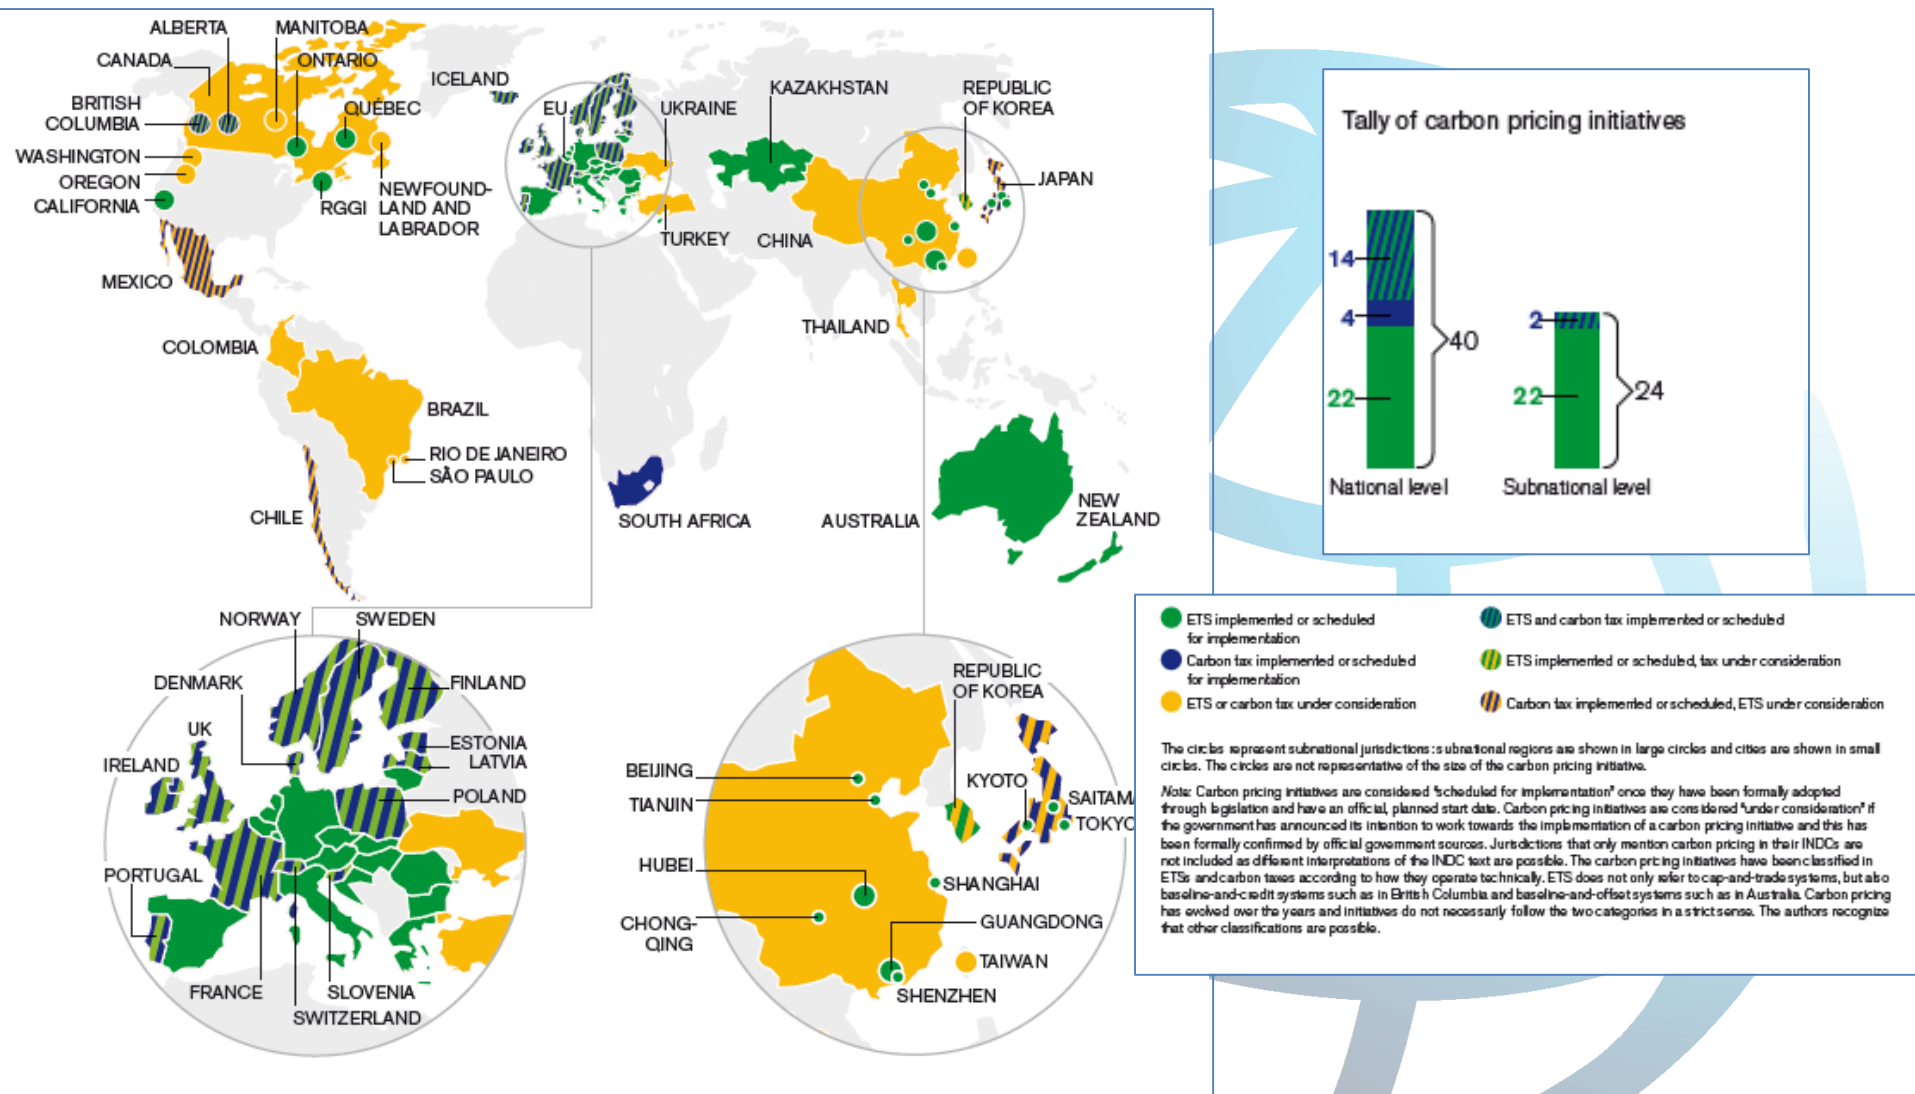 ALBERTA
MANITOBA
CANADA
ONTARIO
BRITISH
COLUMBIA
QUÉBEC
WASHINGTON
OREGON
CALIFORNIA
RGGI
NEWFOUND-
LAND AND
LABRADOR
MEXICO
ICELAND
EU
UKRAINE
KAZAKHSTAN
REPUBLIC
OF KOREA
JAPAN
TURKEY
CHINA
THAILAND
COLOMBIA
BRAZIL
RIO DE JANEIRO
SÃO PAULO
CHILE
SOUTH AFRICA
AUSTRALIA
NEW
ZEALAND
NORWAY
SWEDEN
DENMARK
FINLAND
UK
IRELAND
ESTONIA
LATVIA
POLAND
PORTUGAL
FRANCE
SLOVENIA
SWITZERLAND
REPUBLIC
OF KOREA
BEIJING
TIANJIN
KYOTO
SAITAMA
TOKYO
HUBEI
SHANGHAI
CHONG-
QING
GUANGDONG
TAIWAN
SHENZHEN
Tally of carbon pricing initiatives
14
4
22
40
2
22
24
National level
Subnational level
ETS implemented or scheduled
for implementation
Carbon tax implemented or scheduled
for implementation
ETS or carbon tax under consideration
ETS and carbon tax implemented or scheduled
ETS implemented or scheduled, tax under consideration
Carbon tax implemented or scheduled, ETS under consideration
The circles represent subnational jurisdictions: subnational regions are shown in large circles and cities are shown in small
circles. The circles are not representative of the size of the carbon pricing initiative.
Note: Carbon pricing initiatives are considered "scheduled for implementation" once they have been formally adopted
through legislation and have an official, planned start date. Carbon pricing initiatives are considered "under consideration" if
the government has announced its intention to work towards the implementation of a carbon pricing initiative and this has
been formally confirmed by official government sources. Jurisdictions that only mention carbon pricing in their INDCs are
not included as different interpretations of the INDC text are possible. The carbon pricing initiatives have been classified in
ETSs and carbon taxes according to how they operate technically. ETS does not only refer to cap-and-trade systems, but also
baseline-and-credit systems such as in British Columbia and baseline-and-offset systems such as in Australia. Carbon pricing
has evolved over the years and initiatives do not necessarily follow the two categories in a strict sense. The authors recognize
that other classifications are possible.